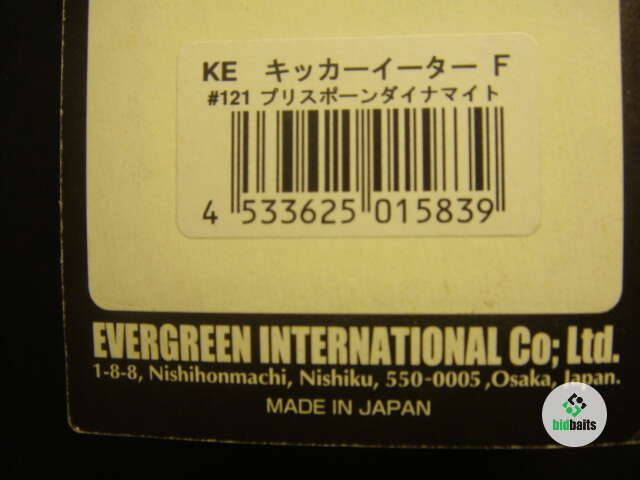 KE キッカーイーター F
#121 プリスポーンダイナマイト
4 533625 015839
EVERGREEN INTERNATIONAL Co; Ltd.
1-8-8, Nishihonmachi, Nishiku, 550-0005 ,Osaka, Japan.
MADE IN JAPAN
bidbaits